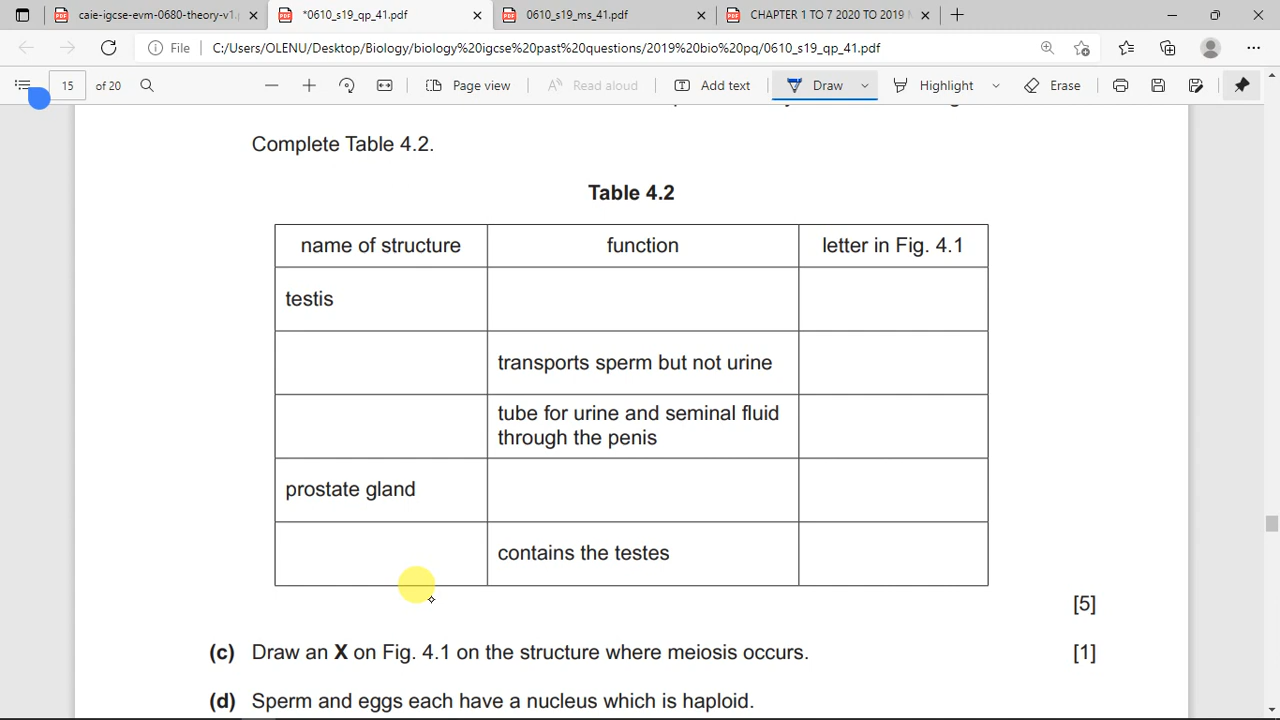 caie-igcse-evm-0680-theory-v1.
*0610_s19_qp_41.pdf
0610_s19_ms_41.pdf
CHAPTER 1 TO 7 2020 TO 2019
File
C:/Users/OLENU/Desktop/Biology/biology%20igcse%20past%20questions/2019%20bio%20pq/0610_s19_qp_41.pdf
15
of 20
Page view
Read aloud
Add text
Draw
Highlight
Erase
Complete Table 4.2.
Table 4.2
name of structure
function
letter in Fig. 4.1
testis
transports sperm but not urine
tube for urine and seminal fluid
through the penis
prostate gland
contains the testes
[5]
(c) Draw an X on Fig. 4.1 on the structure where meiosis occurs.
[1]
(d) Sperm and eggs each have a nucleus which is haploid.